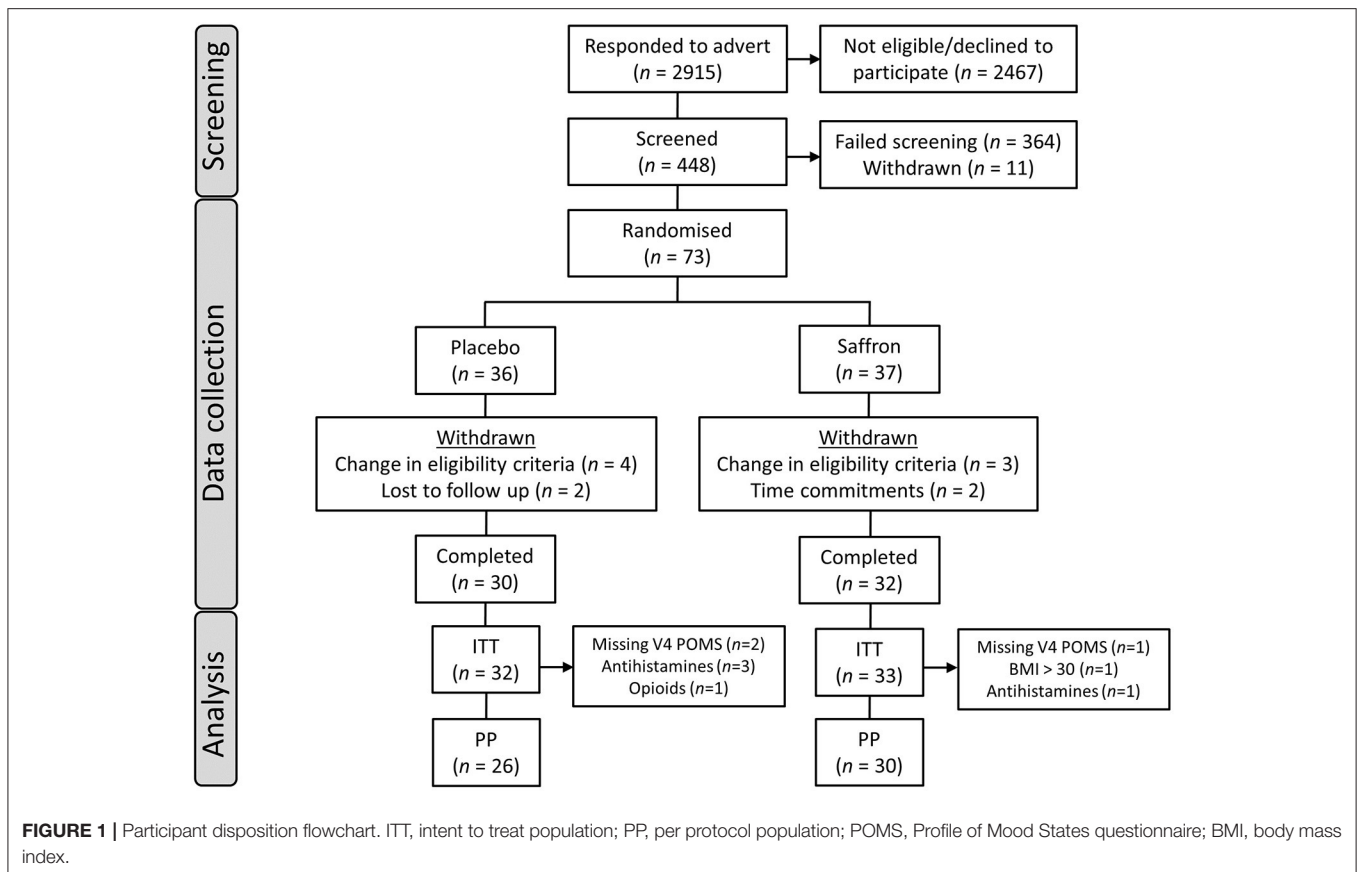 Screening
Responded to advert
(n = 2915)
Not eligible/declined to
participate (n = 2467)
Screened
(n = 448)
Failed screening (n = 364)
Withdrawn (n = 11)
Data collection
Randomised
(n = 73)
Placebo
(n = 36)
Saffron
(n = 37)
Withdrawn
Change in eligibility criteria (n = 4)
Lost to follow up (n = 2)
Withdrawn
Change in eligibility criteria (n = 3)
Time commitments (n = 2)
Completed
(n = 30)
Completed
(n = 32)
Analysis
ITT
(n = 32)
Missing V4 POMS (n=2)
Antihistamines (n=3)
Opioids (n=1)
ITT
(n = 33)
Missing V4 POMS (n=1)
BMI > 30 (n=1)
Antihistamines (n=1)
PP
(n = 26)
PP
(n = 30)
FIGURE 1 | Participant disposition flowchart. ITT, intent to treat population; PP, per protocol population; POMS, Profile of Mood States questionnaire; BMI, body mass
index.